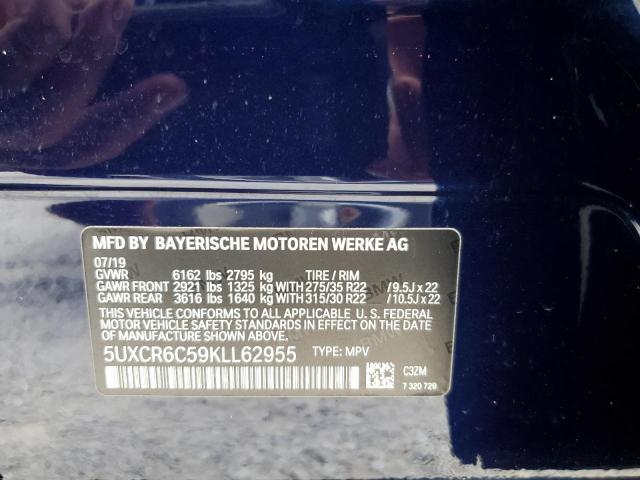 MFD BY BAYERISCHE MOTOREN WERKE AG
07/19
GVWR 6162 lbs 2795 kg TIRE / RIM
GAWR FRONT 2921 lbs 1325 kg WITH 275/35 R22 /9.5J x 22
GAWR REAR 3616 lbs 1640 kg WITH 315/30 R22 /10.5J x 22
THIS VEHICLE CONFORMS TO ALL APPLICABLE U. S. FEDERAL
MOTOR VEHICLE SAFETY STANDARDS IN EFFECT ON THE DATE
OF MANUFACTURE SHOWN ABOVE.
5UXCR6C59KLL62955 TYPE: MPV
C3ZM
7 320 729